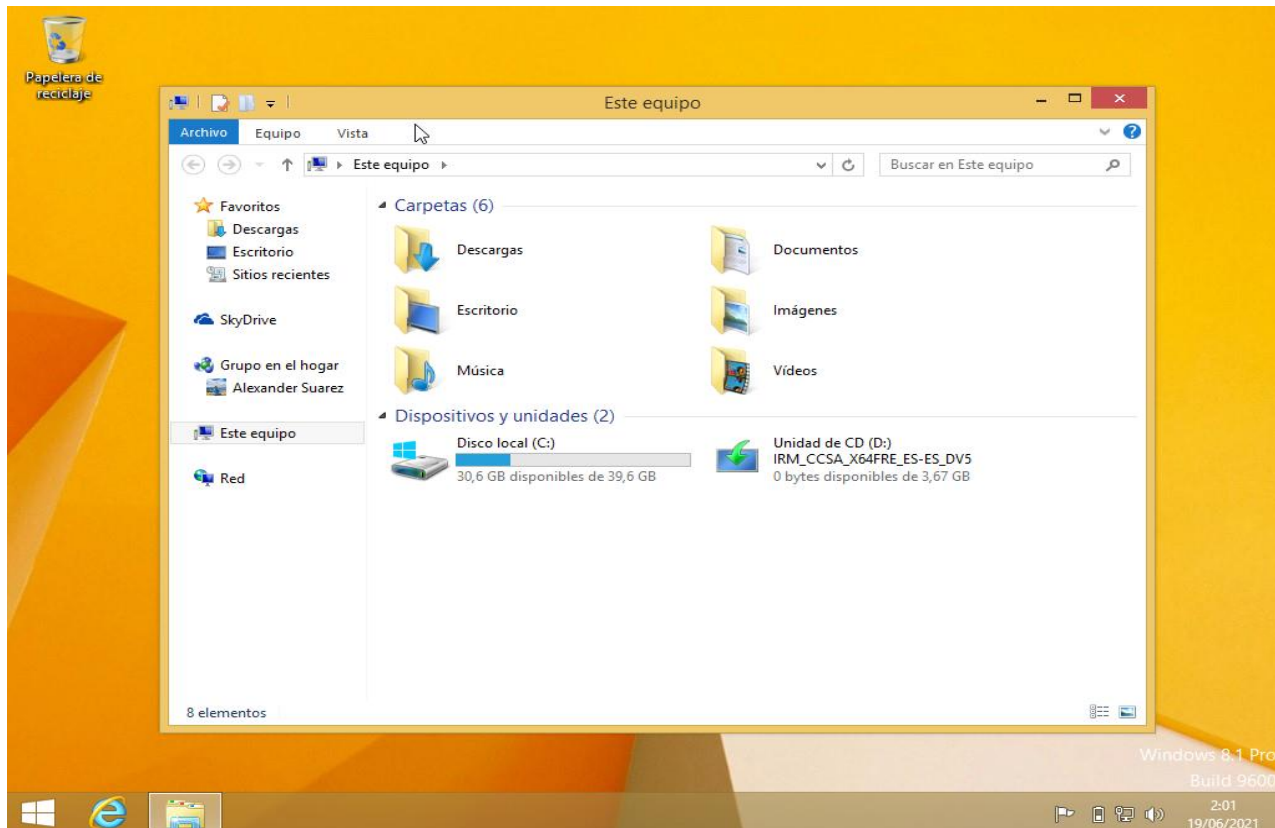 Papelera de
reciclaje
Este equipo
Archivo Equipo Vista
Este equipo
Buscar en Este equipo
Favoritos
Descargas
Escritorio
Sitios recientes
SkyDrive
Grupo en el hogar
Alexander Suarez
Este equipo
Red
Carpetas (6)
Descargas
Documentos
Escritorio
Imágenes
Música
Vídeos
Dispositivos y unidades (2)
Disco local (C:)
30,6 GB disponibles de 39,6 GB
Unidad de CD (D:)
IRM_CCSA_X64FRE_ES-ES_DV5
0 bytes disponibles de 3,67 GB
8 elementos
Windows 8.1 Pro
Build 9600
2:01
19/06/2021